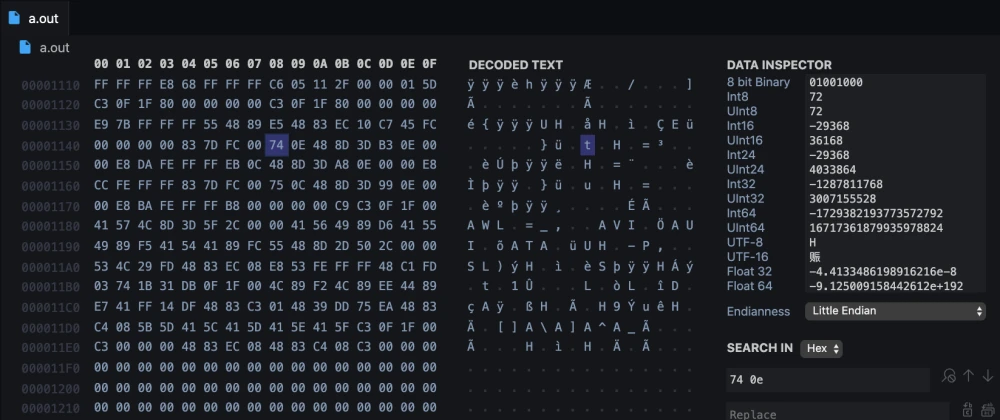 a.out
a.out
00 01 02 03 04 05 06 07 08 09 0A 0B 0C 0D 0E 0F
DECODED TEXT
00001110 FF FF FF E8 68 FF FF FF C6 05 11 2F 00 00 01 5D ÿ ÿ ÿ è h ÿ ÿ ÿ Æ . . / . . . ]
00001120 C3 0F 1F 80 00 00 00 00 C3 0F 1F 80 00 00 00 00 Ã . . . . . . . Ã . . . . . . .
00001130 E9 7B FF FF FF 55 48 89 E5 48 83 EC 10 C7 45 FC é { ÿ ÿ ÿ U H . å H . ì . Ç E ü
00001140 00 00 00 00 83 7D FC 00 74 0E 48 8D 3D B3 0E 00 . . . . . } ü . t . H . = ³ . .
00001150 00 E8 DA FE FF FF EB 0C 48 8D 3D A8 0E 00 00 E8 . è Ú þ ÿ ÿ ë . H . = ¨ . . . è
00001160 CC FE FF FF 83 7D FC 00 75 0C 48 8D 3D 99 0E 00 Ì þ ÿ ÿ . } ü . u . H . = . . .
00001170 00 E8 BA FE FF FF B8 00 00 00 00 C9 C3 0F 1F 00 . è º þ ÿ ÿ ¸ . . . . É Ã . . .
00001180 41 57 4C 8D 3D 5F 2C 00 00 41 56 49 89 D6 41 55 A W L . = _ , . . A V I . Ö A U
00001190 49 89 F5 41 54 41 89 FC 55 48 8D 2D 50 2C 00 00 I . õ A T A . ü U H . - P , . .
000011A0 53 4C 29 FD 48 83 EC 08 E8 53 FE FF FF 48 C1 FD S L ) ý H . ì . è S þ ÿ ÿ H Á ý
000011B0 03 74 1B 31 DB 0F 1F 00 4C 89 F2 4C 89 EE 44 89 . t . 1 Û . . . L . ò L . î D .
000011C0 E7 41 FF 14 DF 48 83 C3 01 48 39 DD 75 EA 48 83 ç A ÿ . ß H . Ã . H 9 Ý u ê H .
000011D0 C4 08 5B 5D 41 5C 41 5D 41 5E 41 5F C3 0F 1F 00 Ä . [ ] A \ A ] A ^ A _ Ã . . .
000011E0 C3 00 00 00 48 83 EC 08 48 83 C4 08 C3 00 00 00 Ã . . . H . ì . H . Ä . Ã . . .
000011F0 00 00 00 00 00 00 00 00 00 00 00 00 00 00 00 00 . . . . . . . . . . . . . . . .
00001200 00 00 00 00 00 00 00 00 00 00 00 00 00 00 00 00 . . . . . . . . . . . . . . . .
00001210 00 00 00 00 00 00 00 00 00 00 00 00 00 00 00 00 . . . . . . . . . . . . . . . .
DATA INSPECTOR
8 bit Binary 01001000
Int8 72
UInt8 72
Int16 -29368
UInt16 36168
Int24 -29368
UInt24 4033864
Int32 -1287811768
UInt32 3007155528
Int64 -1729382193773572792
UInt64 16717361879935978824
UTF-8 H
UTF-16 赈
Float 32 -4.4133486198916216e-8
Float 64 -9.125009158442612e+192
Endianness Little Endian
SEARCH IN Hex
74 0e
Replace